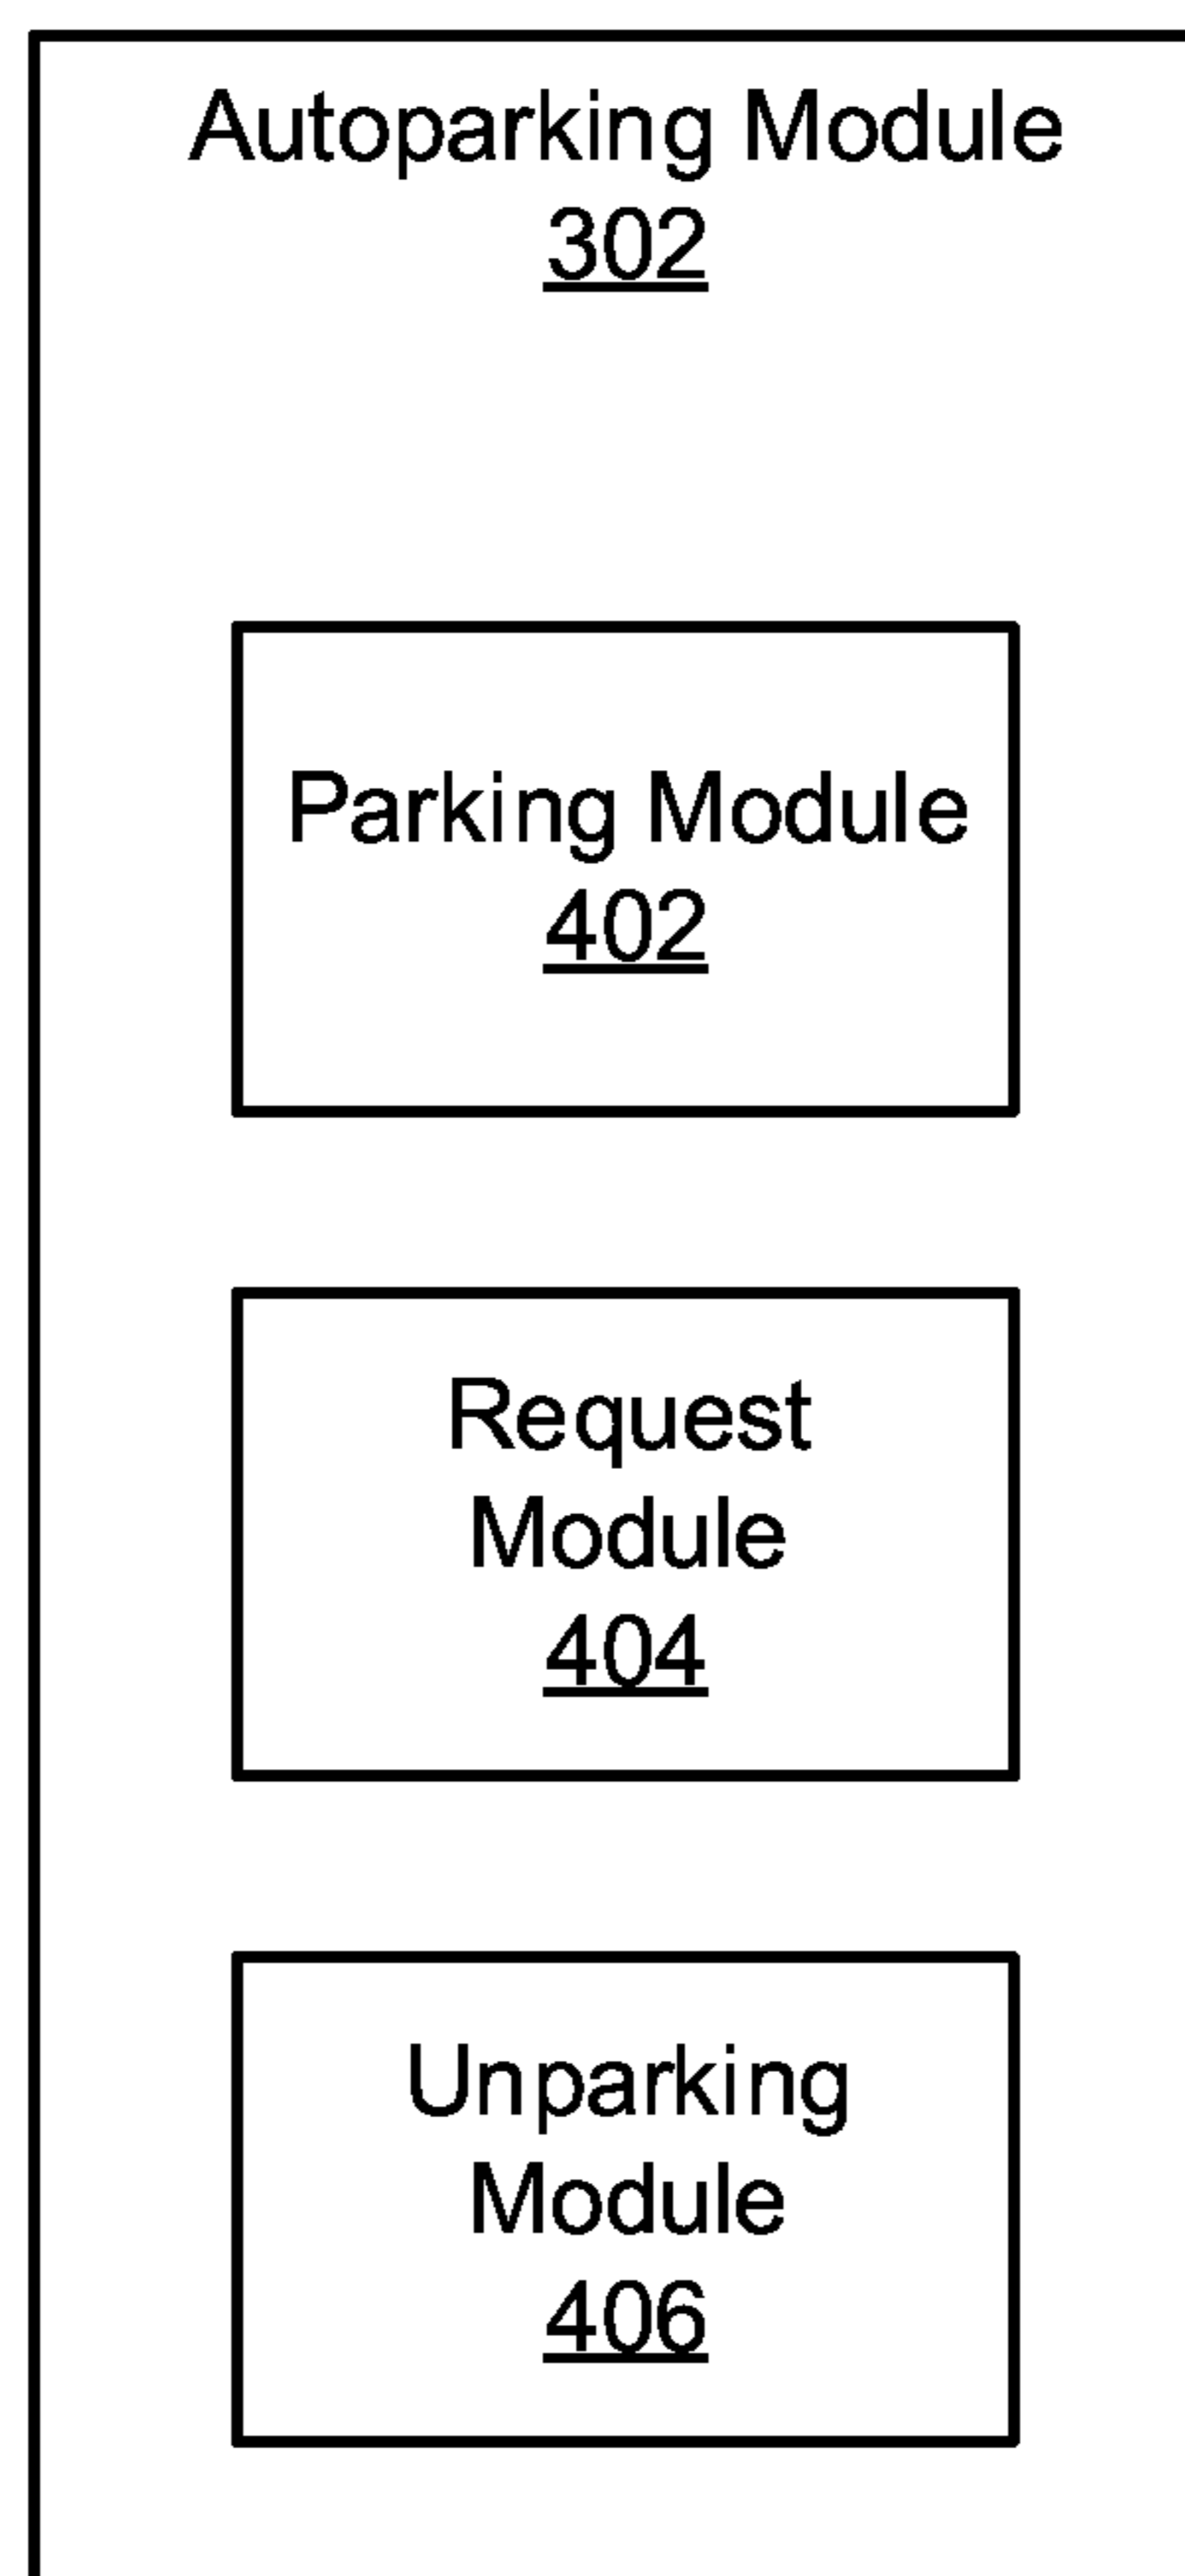 Autoparking Module
302
Parking Module
402
Request
Module
404
Unparking
Module
406